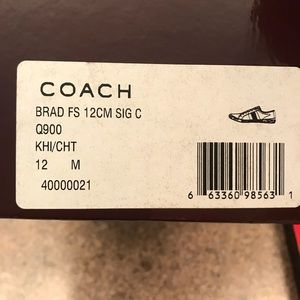 COACH
BRAD FS 12CM SIG C
Q900
KHI/CHT
12 M
40000021
6 63360 98563 1